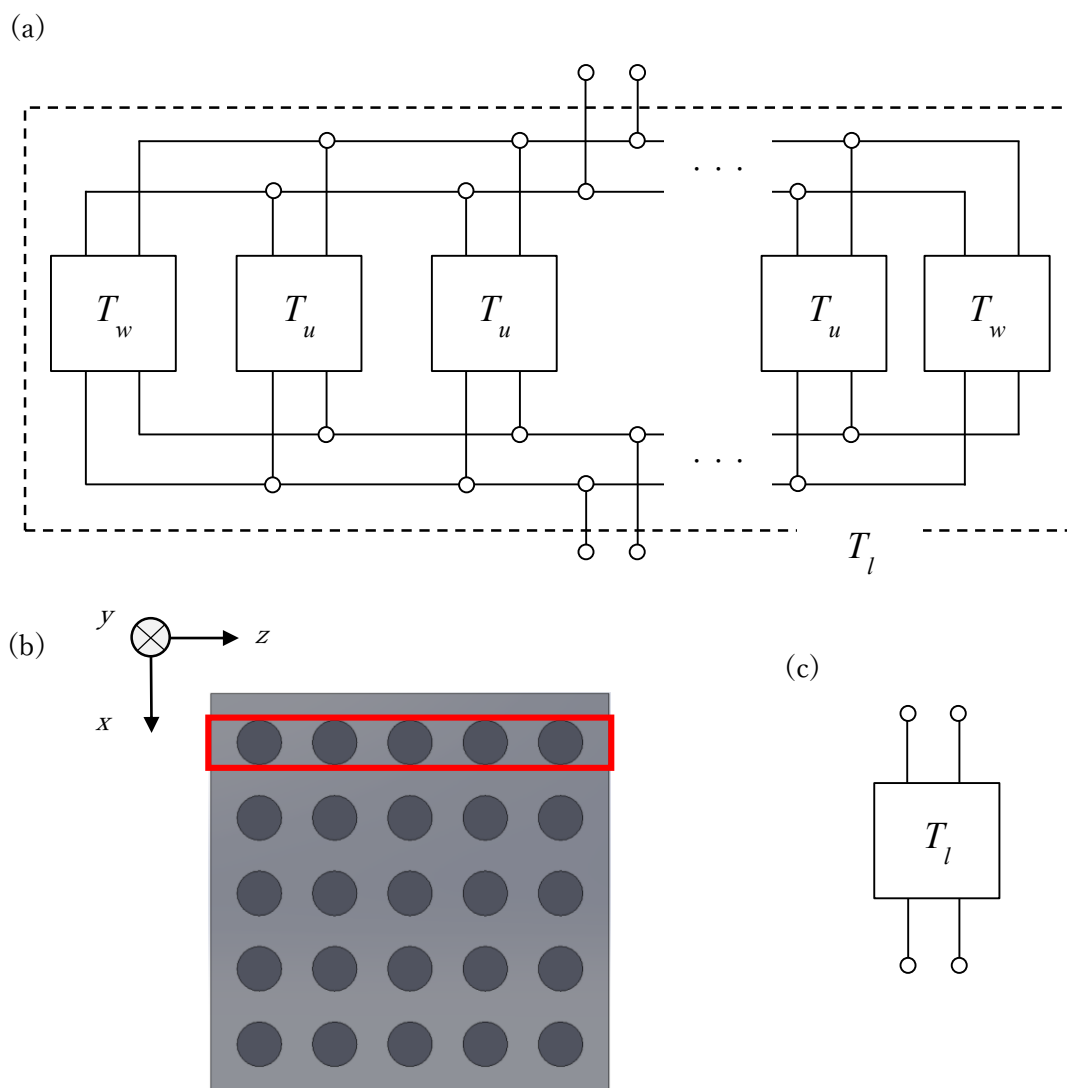 (a)
. . .
T_w T_u T_u T_u T_w
. . .
T_l
(b)
y
z
x
(c)
T_l